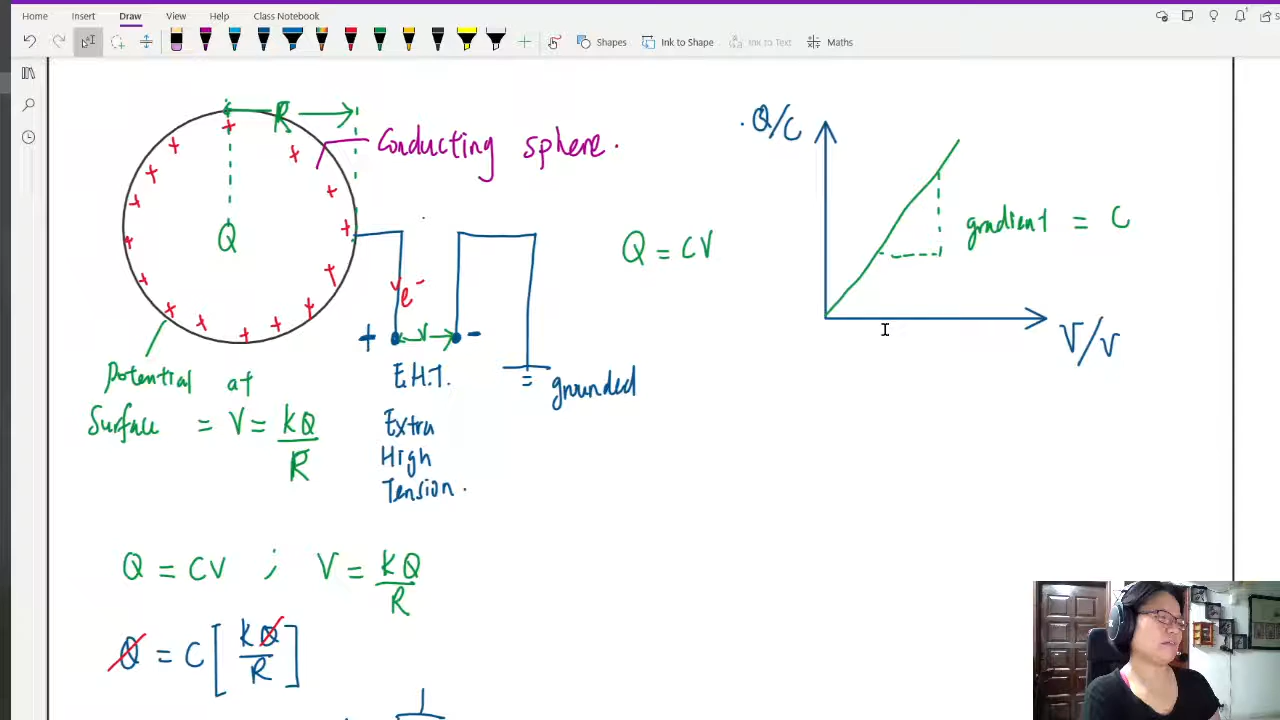 Home Insert Draw View Help Class Notebook
Shapes Ink to Shape Ink to Text Maths
R
Conducting sphere.
Q
Potential at
Surface = V = kQ/R
e-
+ V -
E.H.T.
Extra
High
Tension.
grounded
Q = CV
Q/C
gradient = C
V/V
Q = CV ; V = kQ/R
Q = C[kQ/R]